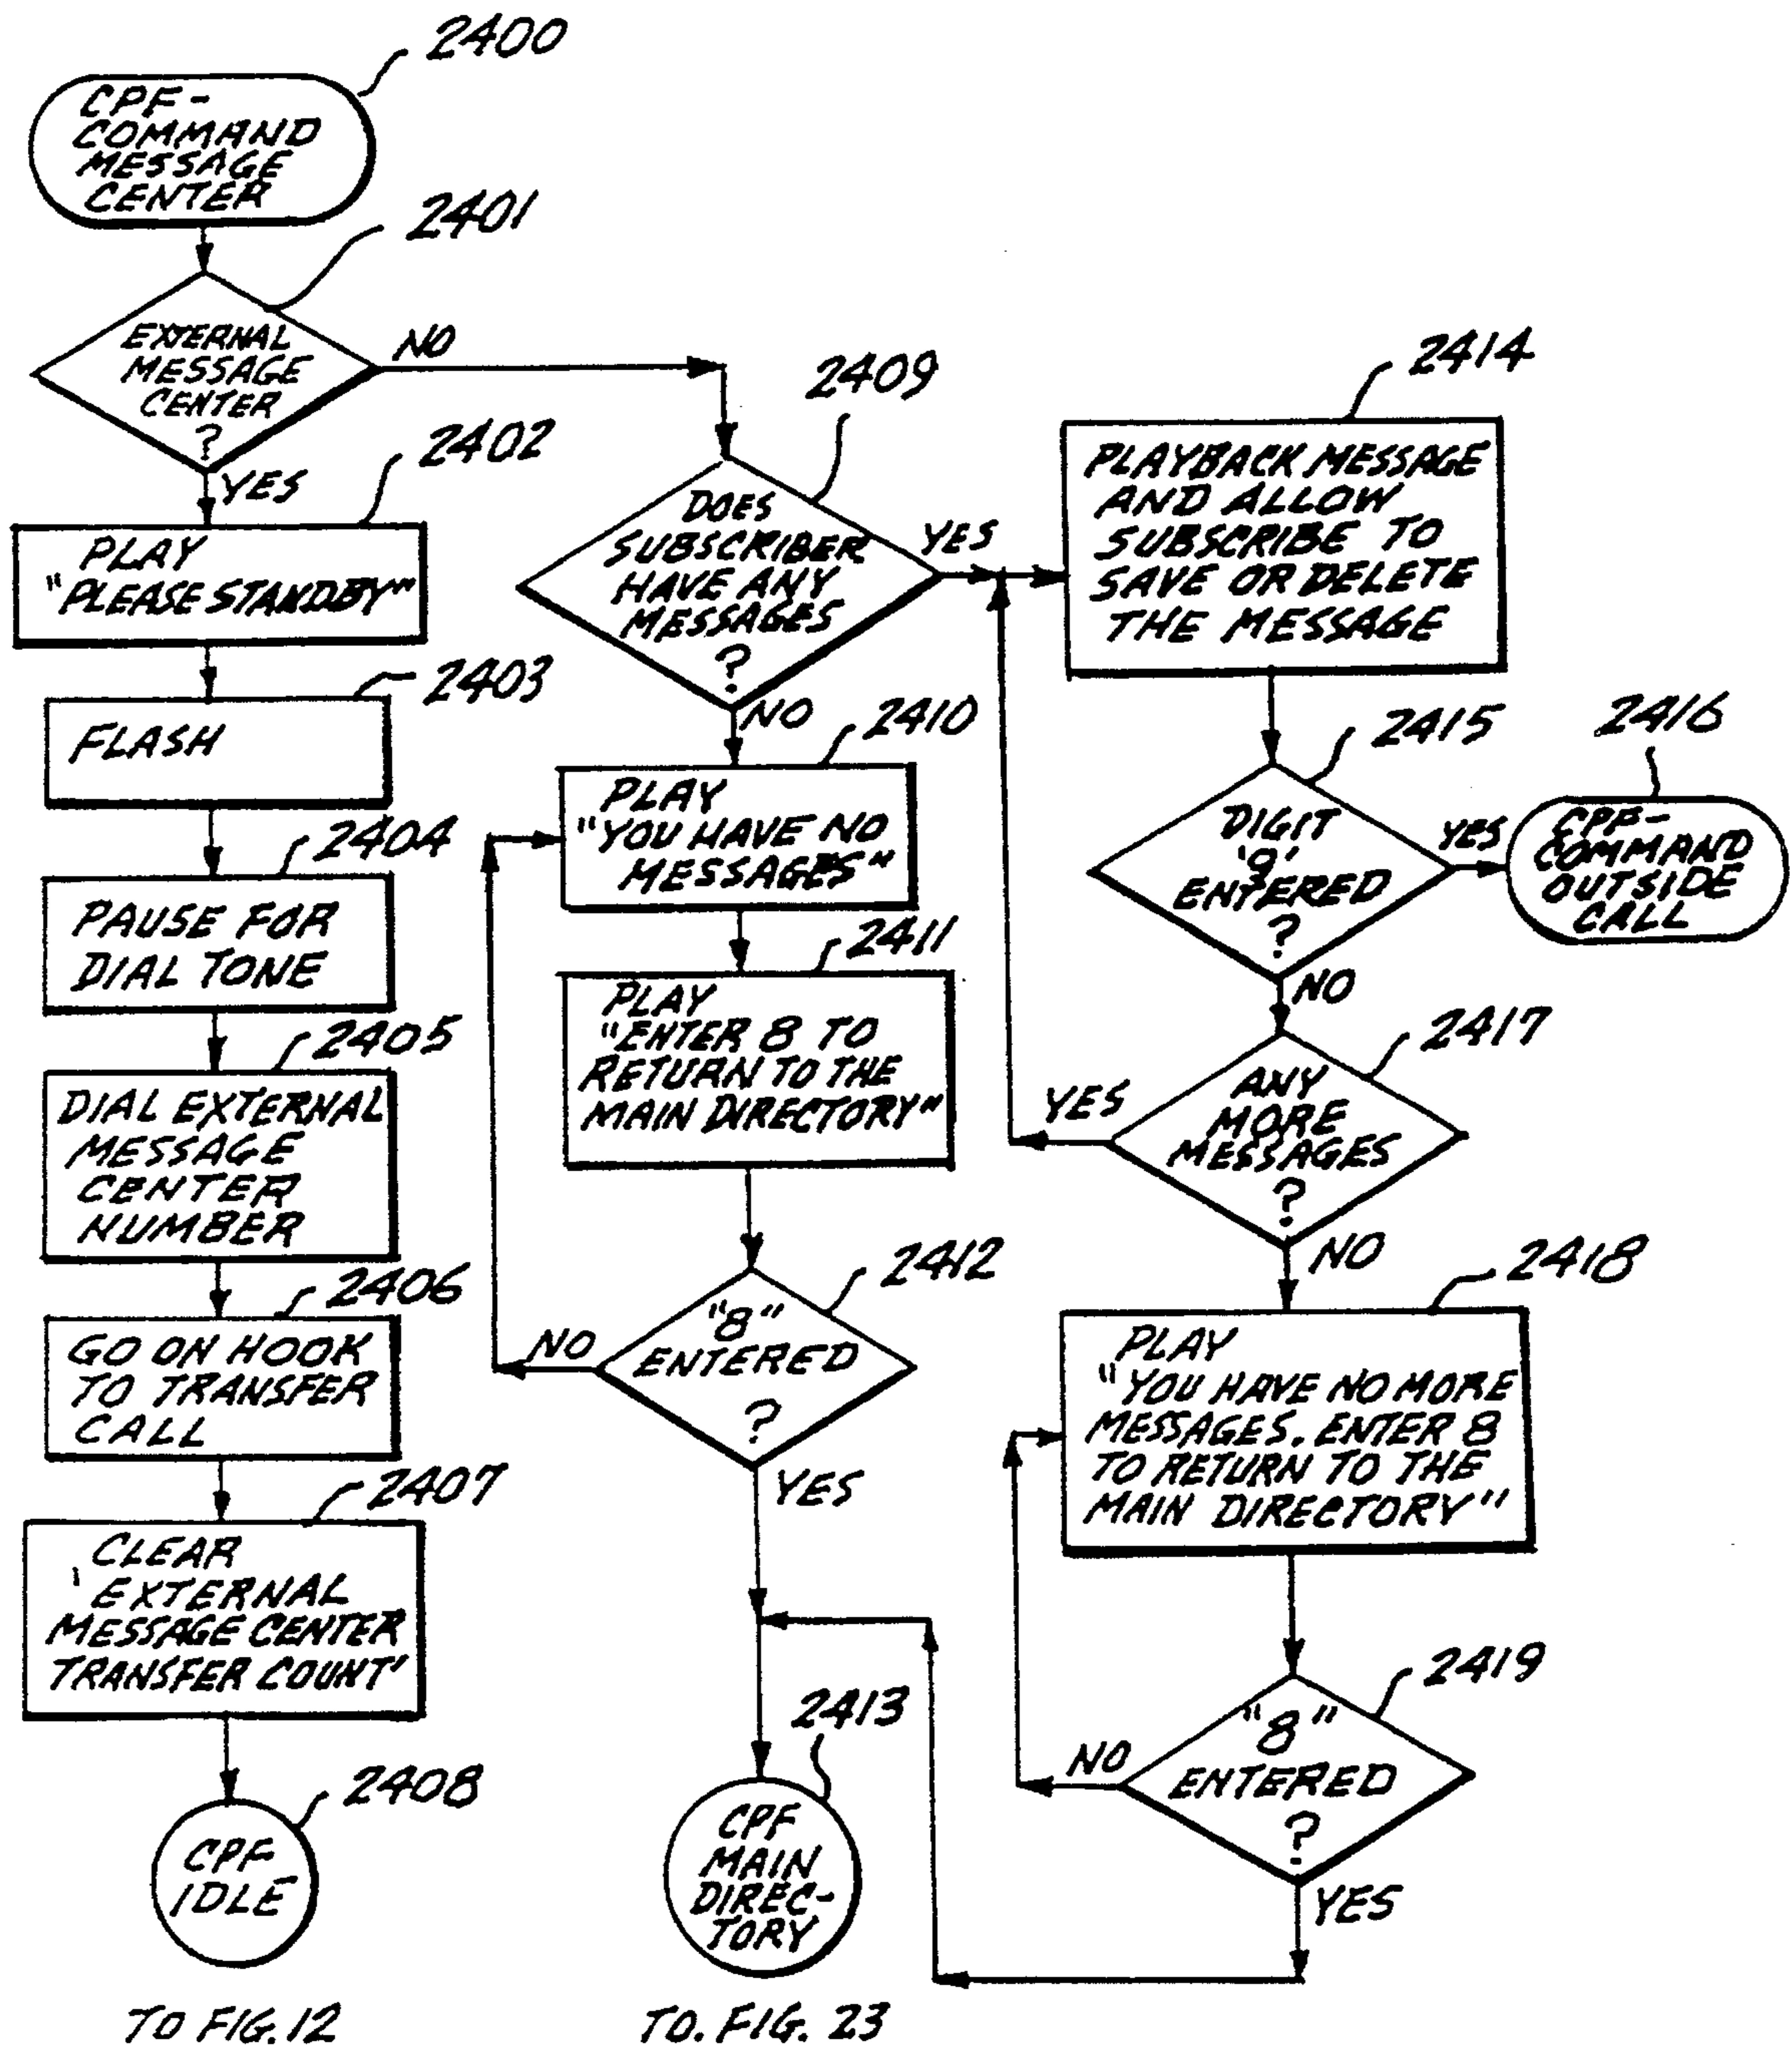 2400
CPF-
COMMAND
MESSAGE
CENTER
2401
EXTERNAL
MESSAGE
CENTER
?
NO
YES
2402
PLAY
"PLEASE STANDBY"
2403
FLASH
2404
PAUSE FOR
DIAL TONE
2405
DIAL EXTERNAL
MESSAGE
CENTER
NUMBER
2406
GO ON HOOK
TO TRANSFER
CALL
2407
CLEAR
'EXTERNAL
MESSAGE CENTER
TRANSFER COUNT'
2408
CPF
IDLE
TO FIG. 12
2409
DOES
SUBSCRIBER
HAVE ANY
MESSAGES
?
YES
NO
2410
PLAY
"YOU HAVE NO
MESSAGES"
2411
PLAY
"ENTER 8 TO
RETURN TO THE
MAIN DIRECTORY"
2412
"8"
ENTERED
?
NO
YES
2413
CPF
MAIN
DIREC-
TORY
TO. FIG. 23
2414
PLAYBACK MESSAGE
AND ALLOW
SUBSCRIBE TO
SAVE OR DELETE
THE MESSAGE
2415
DIGIT
'9'
ENTERED
?
YES
NO
2416
CPF-
COMMAND
OUTSIDE
CALL
2417
ANY
MORE
MESSAGES
?
YES
NO
2418
PLAY
"YOU HAVE NO MORE
MESSAGES. ENTER 8
TO RETURN TO THE
MAIN DIRECTORY"
2419
"8"
ENTERED
?
NO
YES